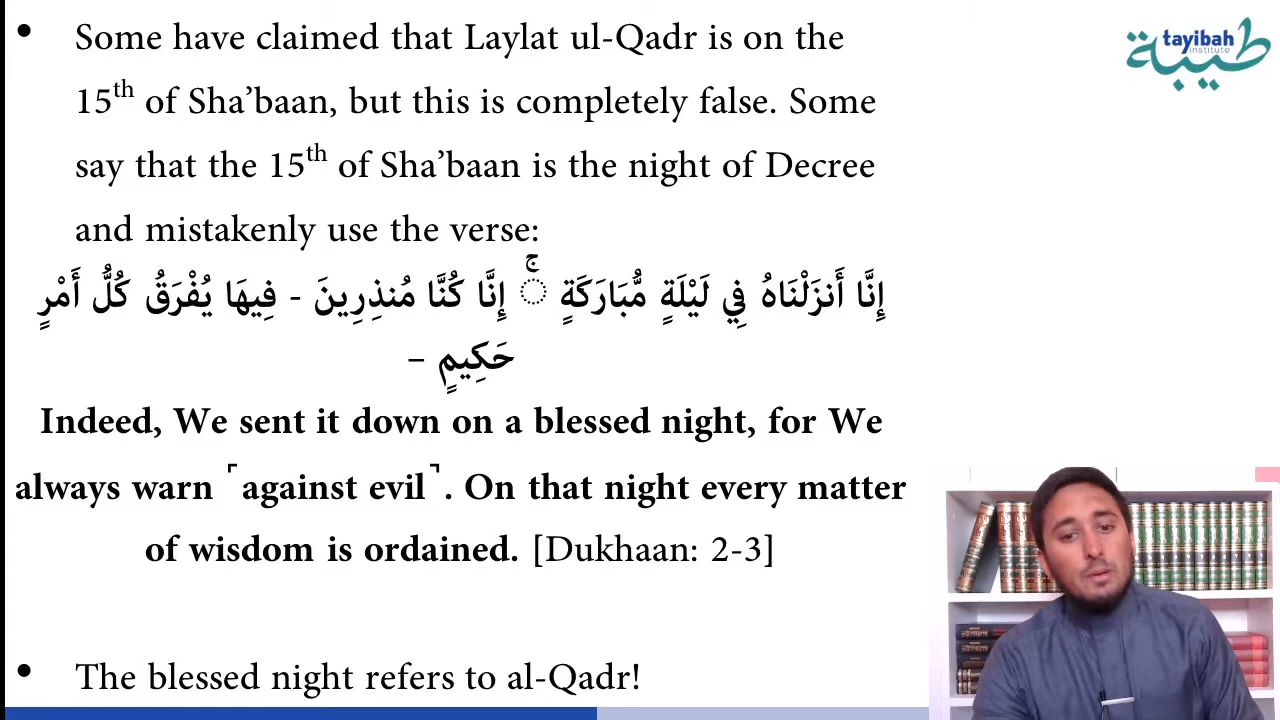 • Some have claimed that Laylat ul-Qadr is on the
15th of Sha’baan, but this is completely false. Some
say that the 15th of Sha’baan is the night of Decree
and mistakenly use the verse:
إِنَّا أَنزَلْنَاهُ فِي لَيْلَةٍ مُّبَارَكَةٍ ۚ إِنَّا كُنَّا مُنذِرِينَ - فِيهَا يُفْرَقُ كُلُّ أَمْرٍ
حَكِيمٍ –
Indeed, We sent it down on a blessed night, for We
always warn ⌜against evil⌝. On that night every matter
of wisdom is ordained. [Dukhaan: 2-3]
• The blessed night refers to al-Qadr!
طيبة
tayibah
institute